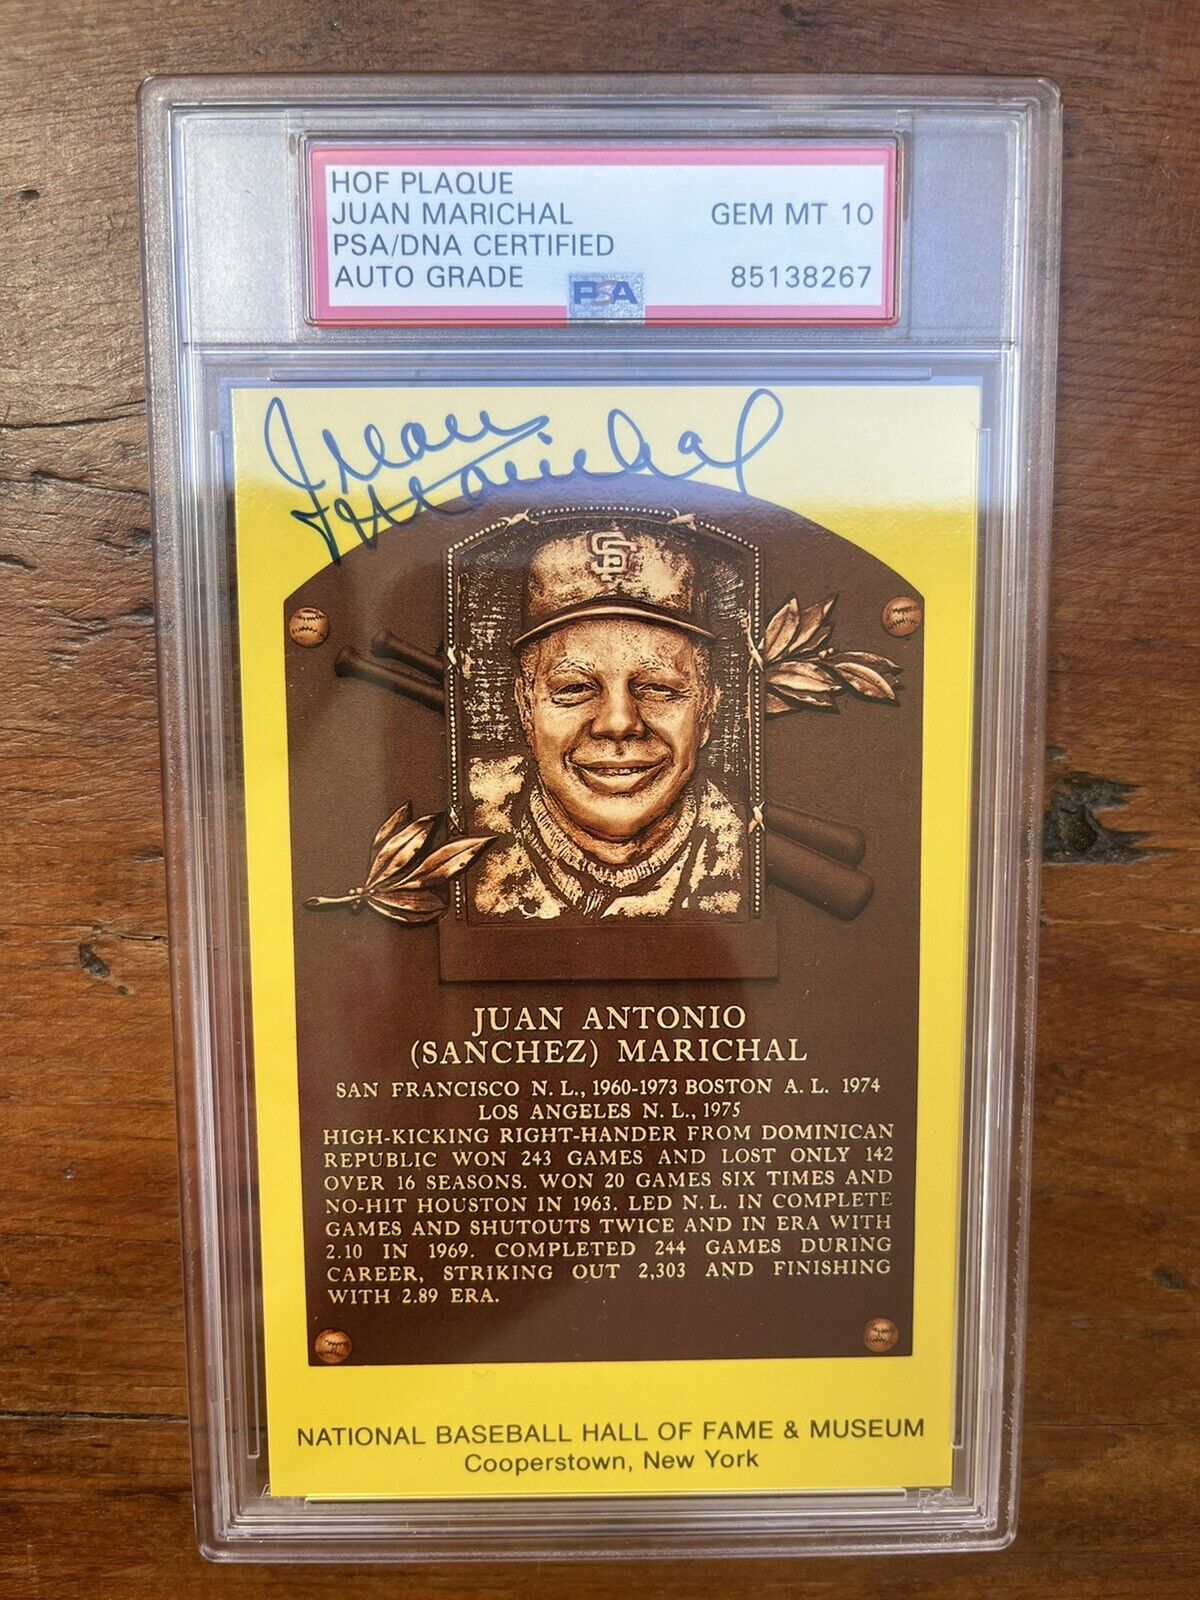 HOF PLAQUE
JUAN MARICHAL GEM MT 10
PSA/DNA CERTIFIED
AUTO GRADE 85138267
PSA
Juan
Marichal
SF
JUAN ANTONIO
(SANCHEZ) MARICHAL
SAN FRANCISCO N. L., 1960-1973 BOSTON A. L. 1974
LOS ANGELES N. L., 1975
HIGH-KICKING RIGHT-HANDER FROM DOMINICAN
REPUBLIC WON 243 GAMES AND LOST ONLY 142
OVER 16 SEASONS. WON 20 GAMES SIX TIMES AND
NO-HIT HOUSTON IN 1963. LED N. L. IN COMPLETE
GAMES AND SHUTOUTS TWICE AND IN ERA WITH
2.10 IN 1969. COMPLETED 244 GAMES DURING
CAREER, STRIKING OUT 2,303 AND FINISHING
WITH 2.89 ERA.
NATIONAL BASEBALL HALL OF FAME & MUSEUM
Cooperstown, New York
PSA